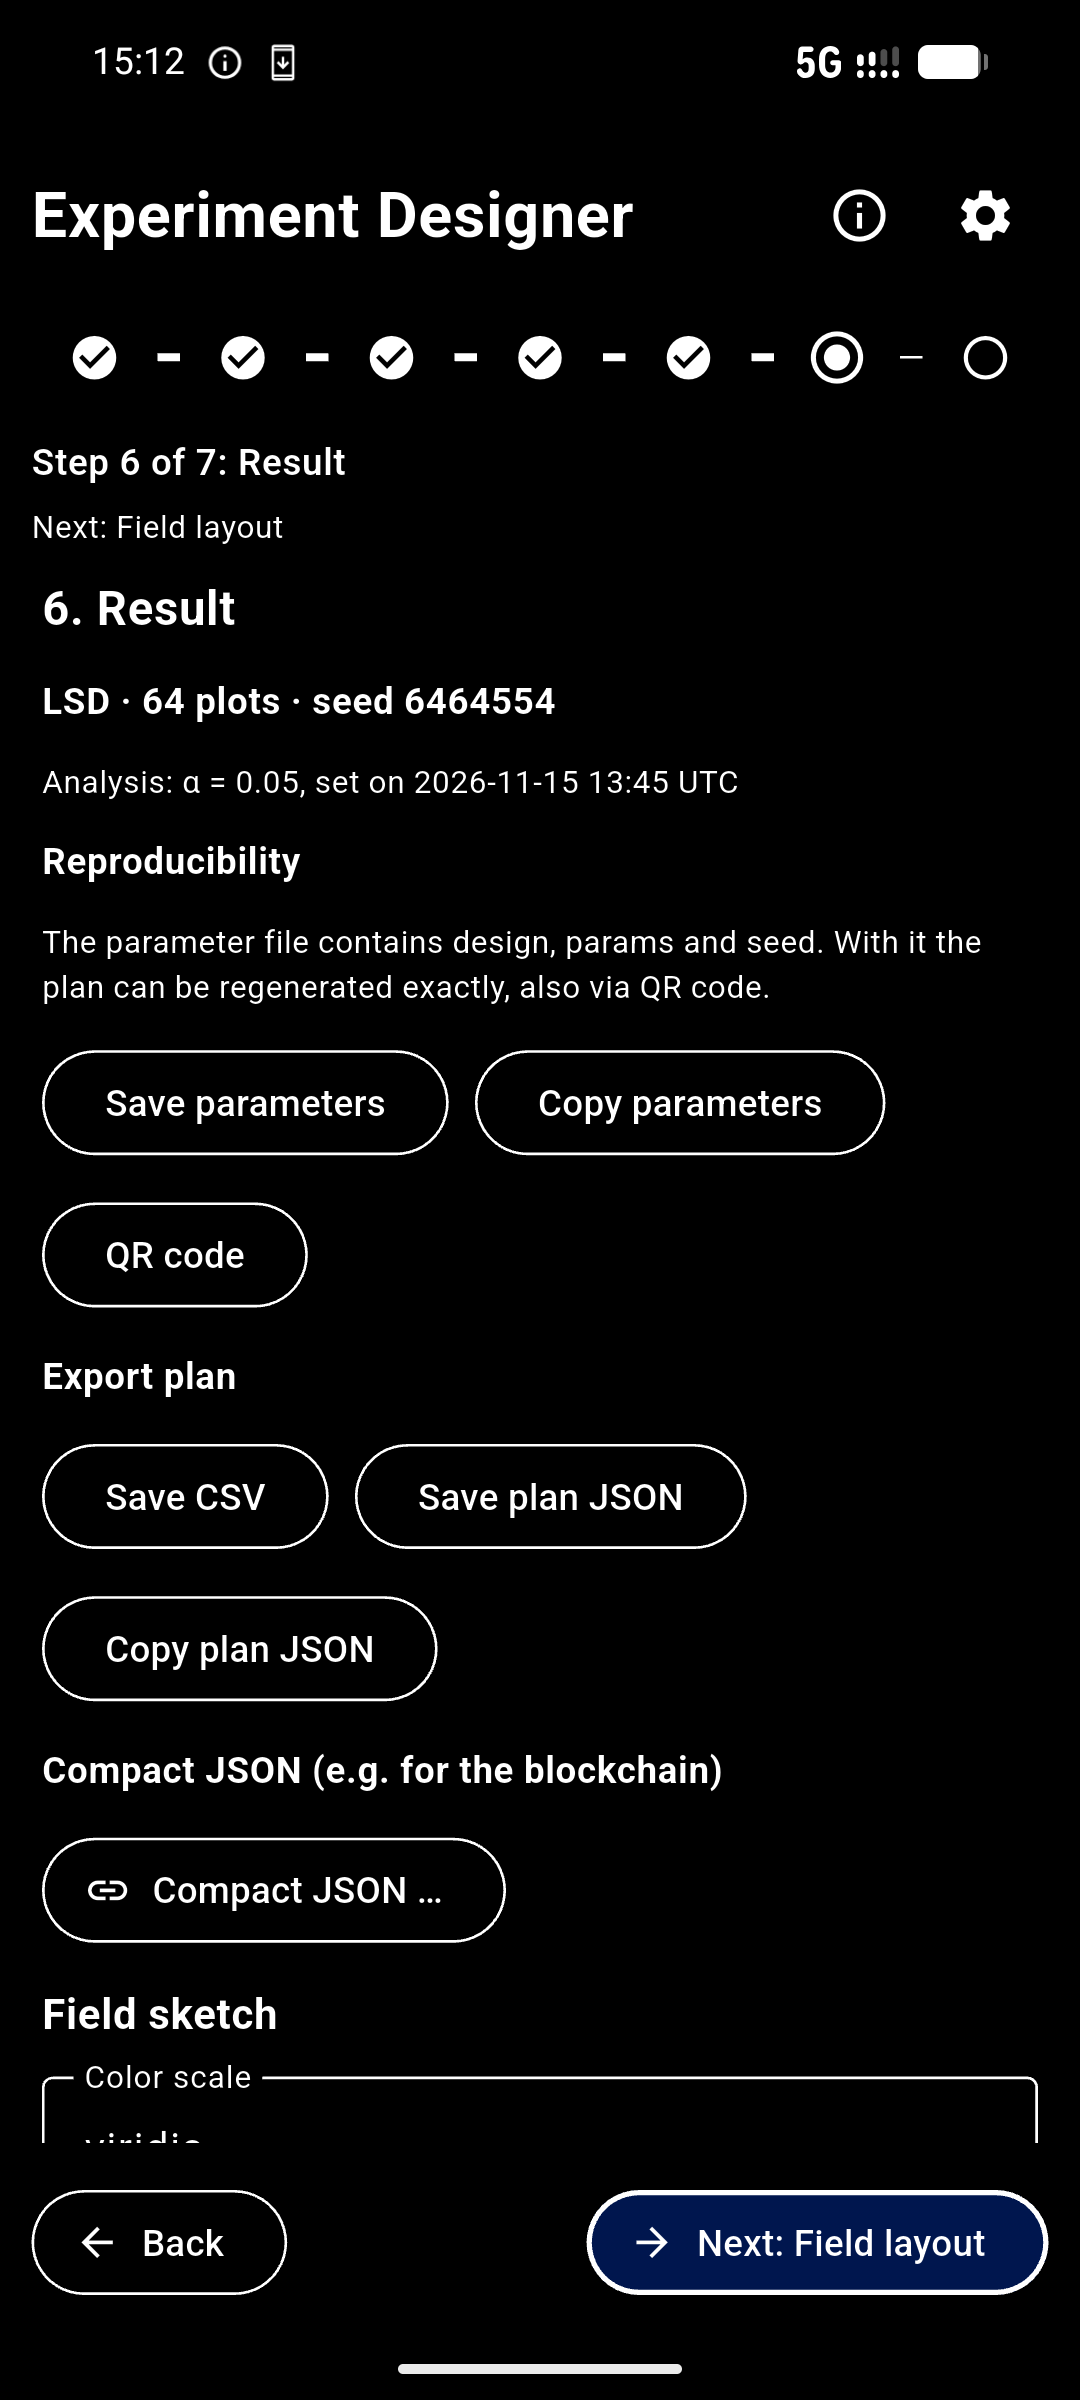 15:12
5G
Experiment Designer
Step 6 of 7: Result
Next: Field layout
6. Result
LSD · 64 plots · seed 6464554
Analysis: α = 0.05, set on 2026-11-15 13:45 UTC
Reproducibility
The parameter file contains design, params and seed. With it the
plan can be regenerated exactly, also via QR code.
Save parameters
Copy parameters
QR code
Export plan
Save CSV
Save plan JSON
Copy plan JSON
Compact JSON (e.g. for the blockchain)
Compact JSON ...
Field sketch
Color scale
viridis
Back
Next: Field layout